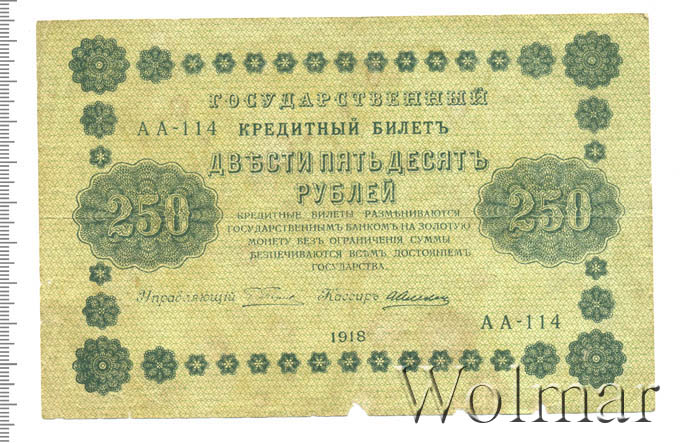 ГОСУДАРСТВЕННЫЙ
АА-114 КРЕДИТНЫЙ БИЛЕТЪ
ДВѢСТИ ПЯТЬДЕСЯТЪ
РУБЛЕЙ
250 250
КРЕДИТНЫЕ БИЛЕТЫ РАЗМѢНИВАЮТСЯ
ГОСУДАРСТВЕННЫМЪ БАНКОМЪ НА ЗОЛОТУЮ
МОНЕТУ БЕЗЪ ОГРАНИЧЕНІЯ СУММЫ
БЕЗПЕЧИВАЮТСЯ ВСѢМЪ ДОСТОЯНІЕМЪ
ГОСУДАРСТВА.
Управляющій Кассиръ
АА-114
1918
Wolmar